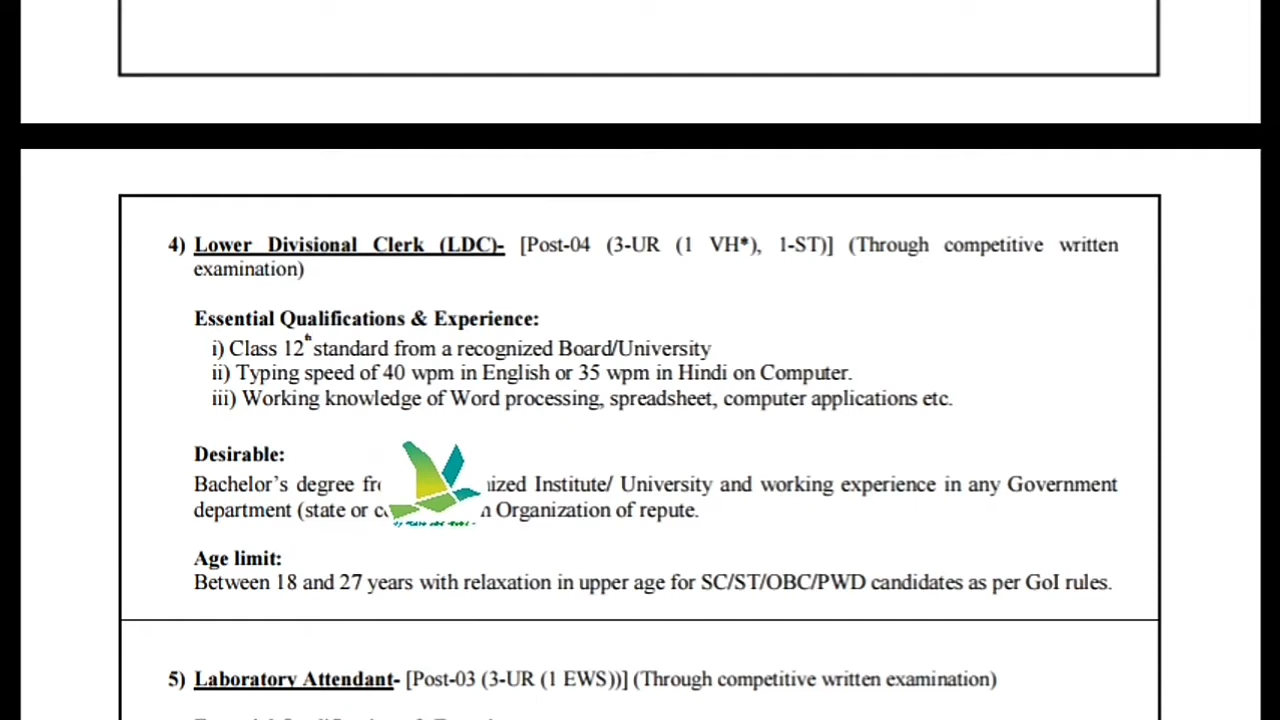 4) Lower Divisional Clerk (LDC)- [Post-04 (3-UR (1 VH*), 1-ST)] (Through competitive written
examination)
Essential Qualifications & Experience:
i) Class 12th standard from a recognized Board/University
ii) Typing speed of 40 wpm in English or 35 wpm in Hindi on Computer.
iii) Working knowledge of Word processing, spreadsheet, computer applications etc.
Desirable:
Bachelor's degree Institute/ University and working experience in any Government
department (state or Organization of repute.
Age limit:
Between 18 and 27 years with relaxation in upper age for SC/ST/OBC/PWD candidates as per GoI rules.
5) Laboratory Attendant- [Post-03 (3-UR (1 EWS))] (Through competitive written examination)